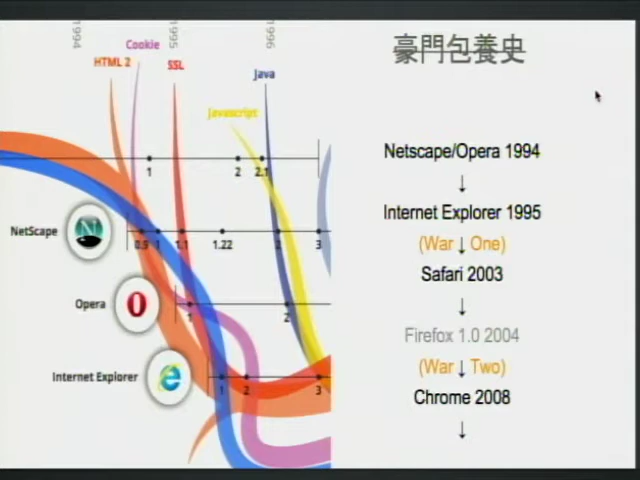 1994
1995
1996
Cookie
HTML 2
SSL
Java
Javascript
1
2
2.1
NetScape
0.9
1
1.1
1.22
2
3
Opera
1
2
Internet Explorer
1
2
3
豪門包養史
Netscape/Opera 1994
↓
Internet Explorer 1995
(War ↓ One)
Safari 2003
↓
Firefox 1.0 2004
(War ↓ Two)
Chrome 2008
↓